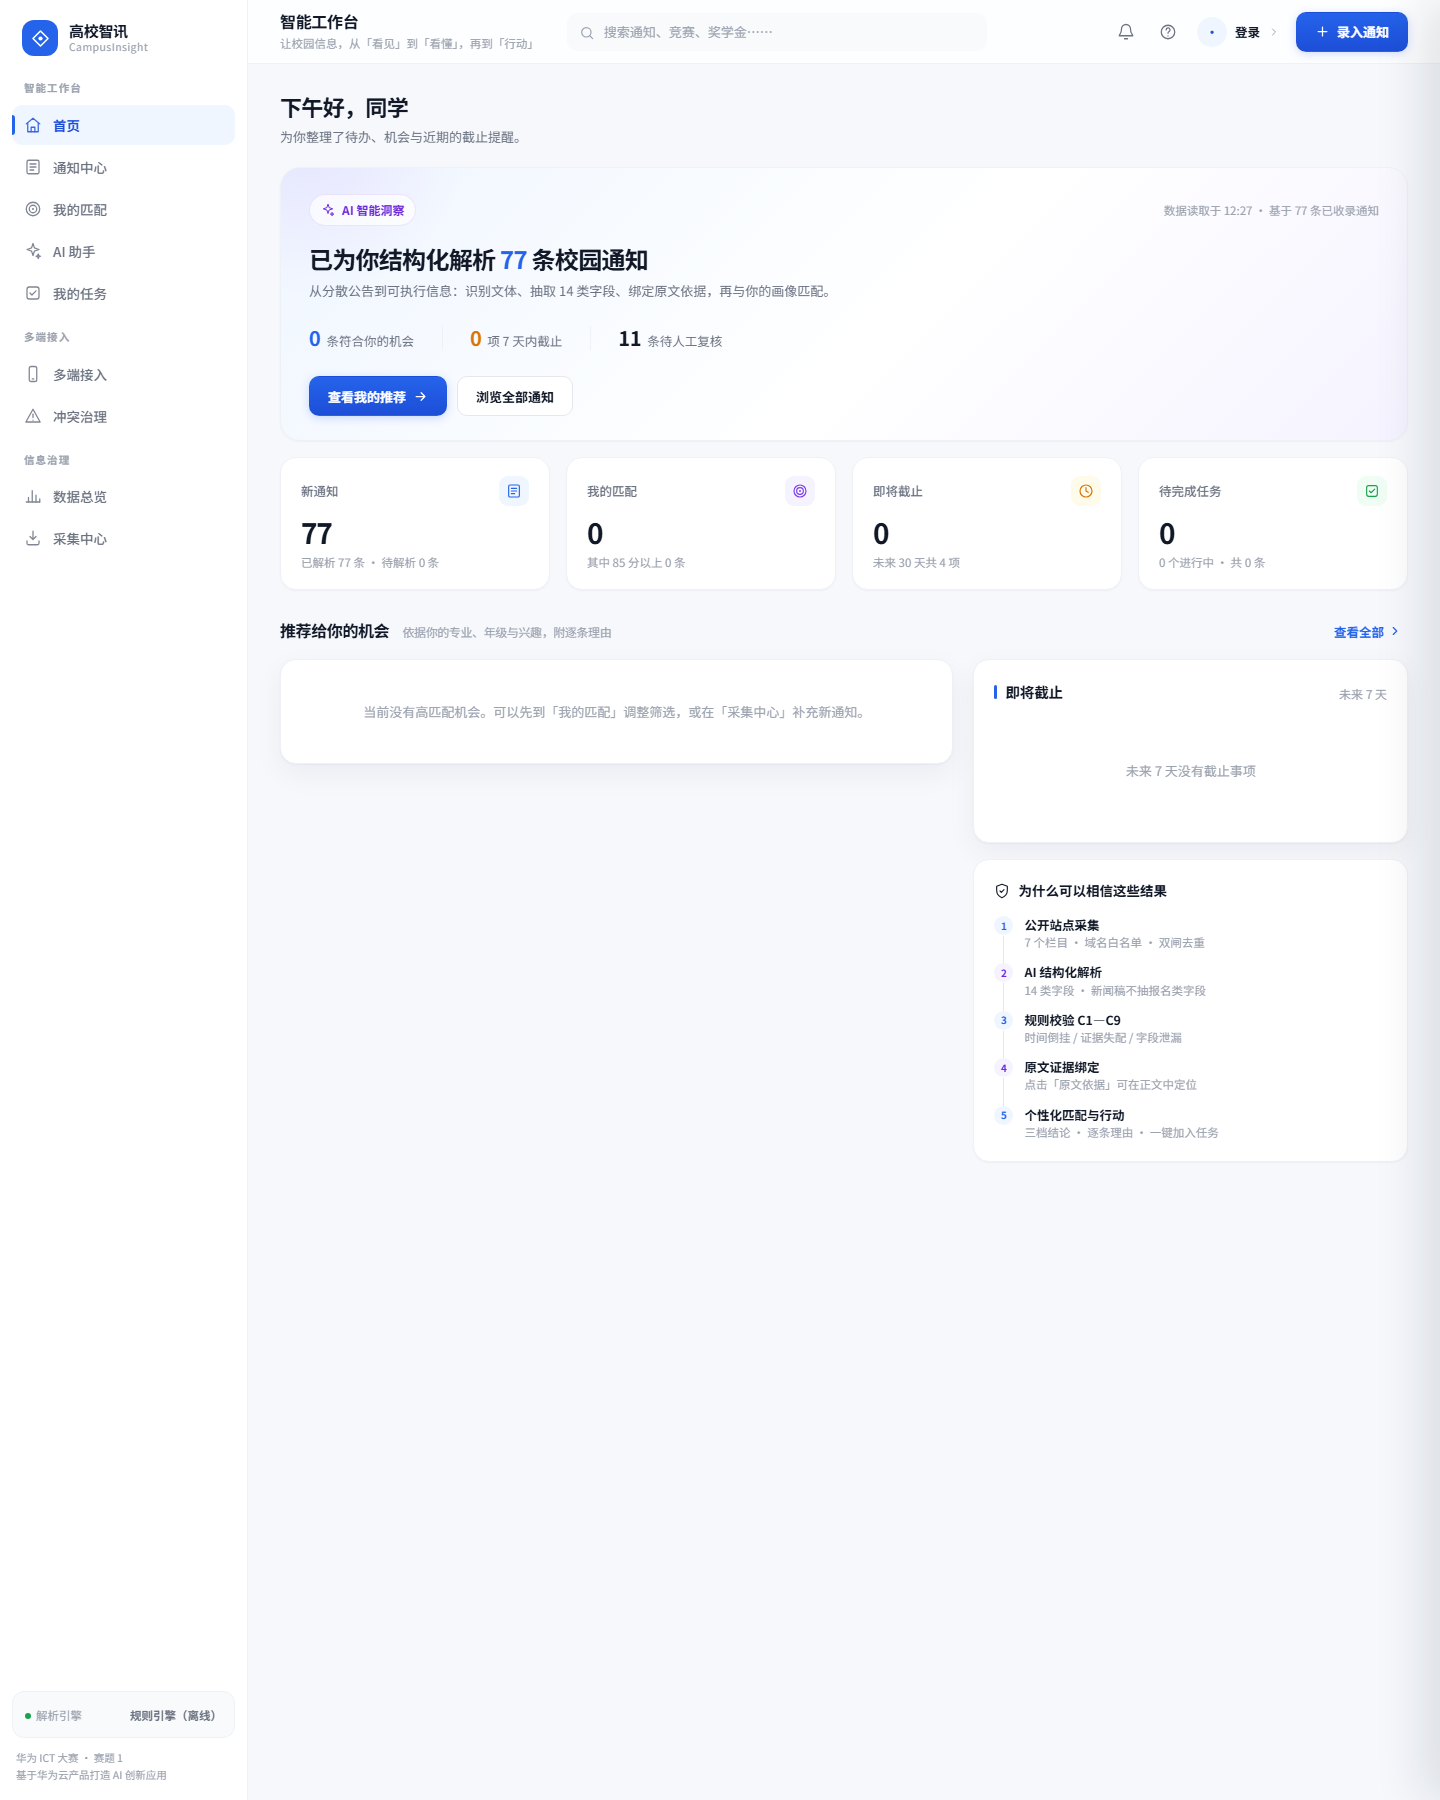 高校智讯
CampusInsight
智能工作台
首页
通知中心
我的匹配
AI 助手
我的任务
多端接入
多端接入
冲突治理
信息治理
数据总览
采集中心
解析引擎 规则引擎（离线）
华为 ICT 大赛 · 赛题 1
基于华为云产品打造 AI 创新应用
智能工作台
让校园信息，从「看见」到「看懂」，再到「行动」
搜索通知、竞赛、奖学金……
登录
录入通知
下午好，同学
为你整理了待办、机会与近期的截止提醒。
AI 智能洞察
数据读取于 12:27 · 基于 77 条已收录通知
已为你结构化解析 77 条校园通知
从分散公告到可执行信息：识别文体、抽取 14 类字段、绑定原文依据，再与你的画像匹配。
0 条符合你的机会
0 项 7 天内截止
11 条待人工复核
查看我的推荐
浏览全部通知
新通知
77
已解析 77 条 · 待解析 0 条
我的匹配
0
其中 85 分以上 0 条
即将截止
0
未来 30 天共 4 项
待完成任务
0
0 个进行中 · 共 0 条
推荐给你的机会 依据你的专业、年级与兴趣，附逐条理由
查看全部
当前没有高匹配机会。可以先到「我的匹配」调整筛选，或在「采集中心」补充新通知。
即将截止 未来 7 天
未来 7 天没有截止事项
为什么可以相信这些结果
1 公开站点采集
7 个栏目 · 域名白名单 · 双闸去重
2 AI 结构化解析
14 类字段 · 新闻稿不抽报名类字段
3 规则校验 C1—C9
时间倒挂 / 证据失配 / 字段泄漏
4 原文证据绑定
点击「原文依据」可在正文中定位
5 个性化匹配与行动
三档结论 · 逐条理由 · 一键加入任务